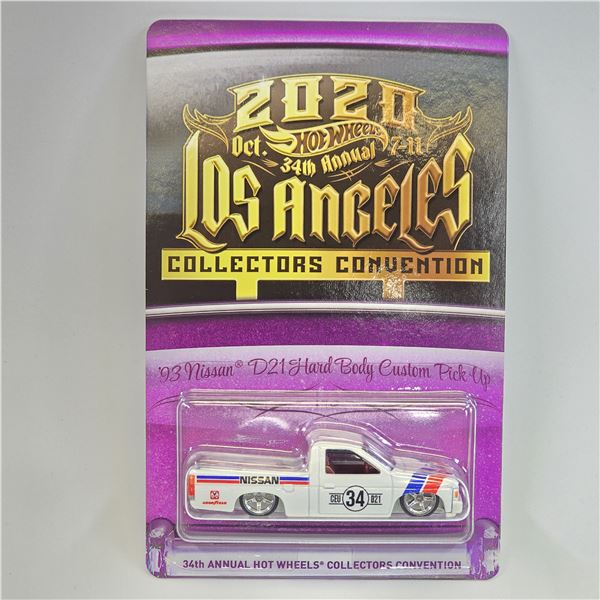 2020
Oct. HOT WHEELS 7-11
34th Annual
LOS ANGELES
COLLECTORS CONVENTION
'93 Nissan® D21 Hard Body Custom Pick Up
NISSAN
GOODYEAR
CEU 34 B21
34th ANNUAL HOT WHEELS® COLLECTORS CONVENTION